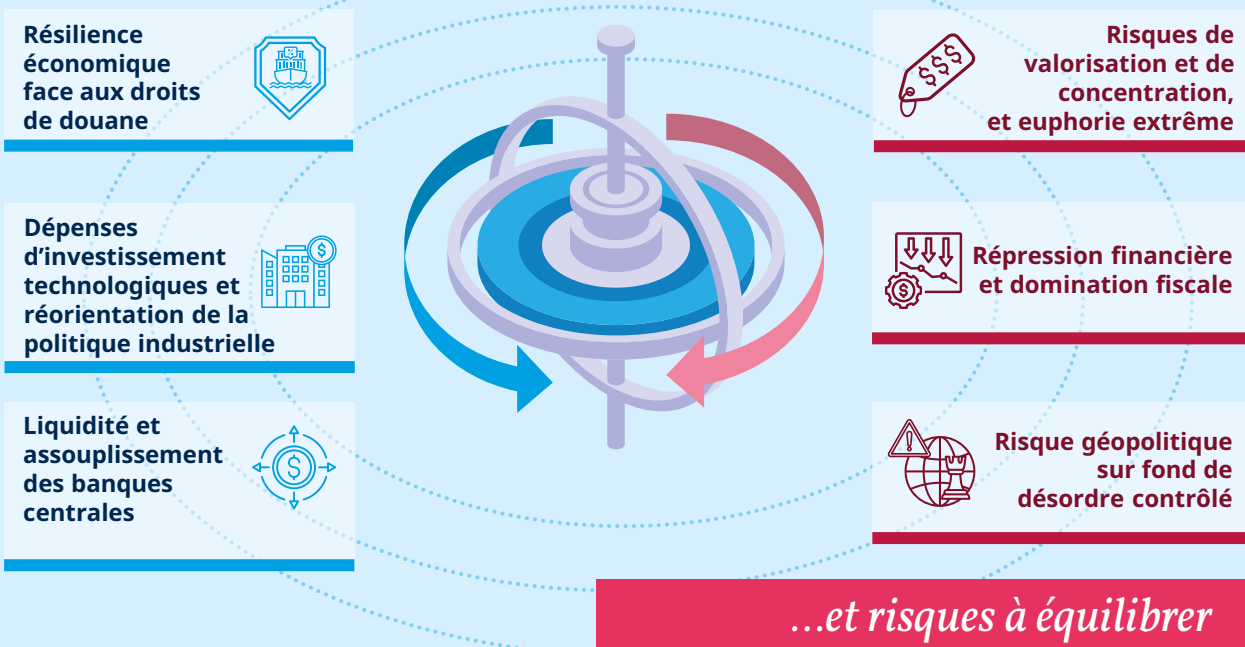 Résilience
économique
face aux droits
de douane
Dépenses
d’investissement
technologiques et
réorientation de la
politique industrielle
Liquidité et
assouplissement
des banques
centrales
Risques de
valorisation et de
concentration,
et euphorie extrême
Répression financière
et domination fiscale
Risque géopolitique
sur fond de
désordre contrôlé
...et risques à équilibrer